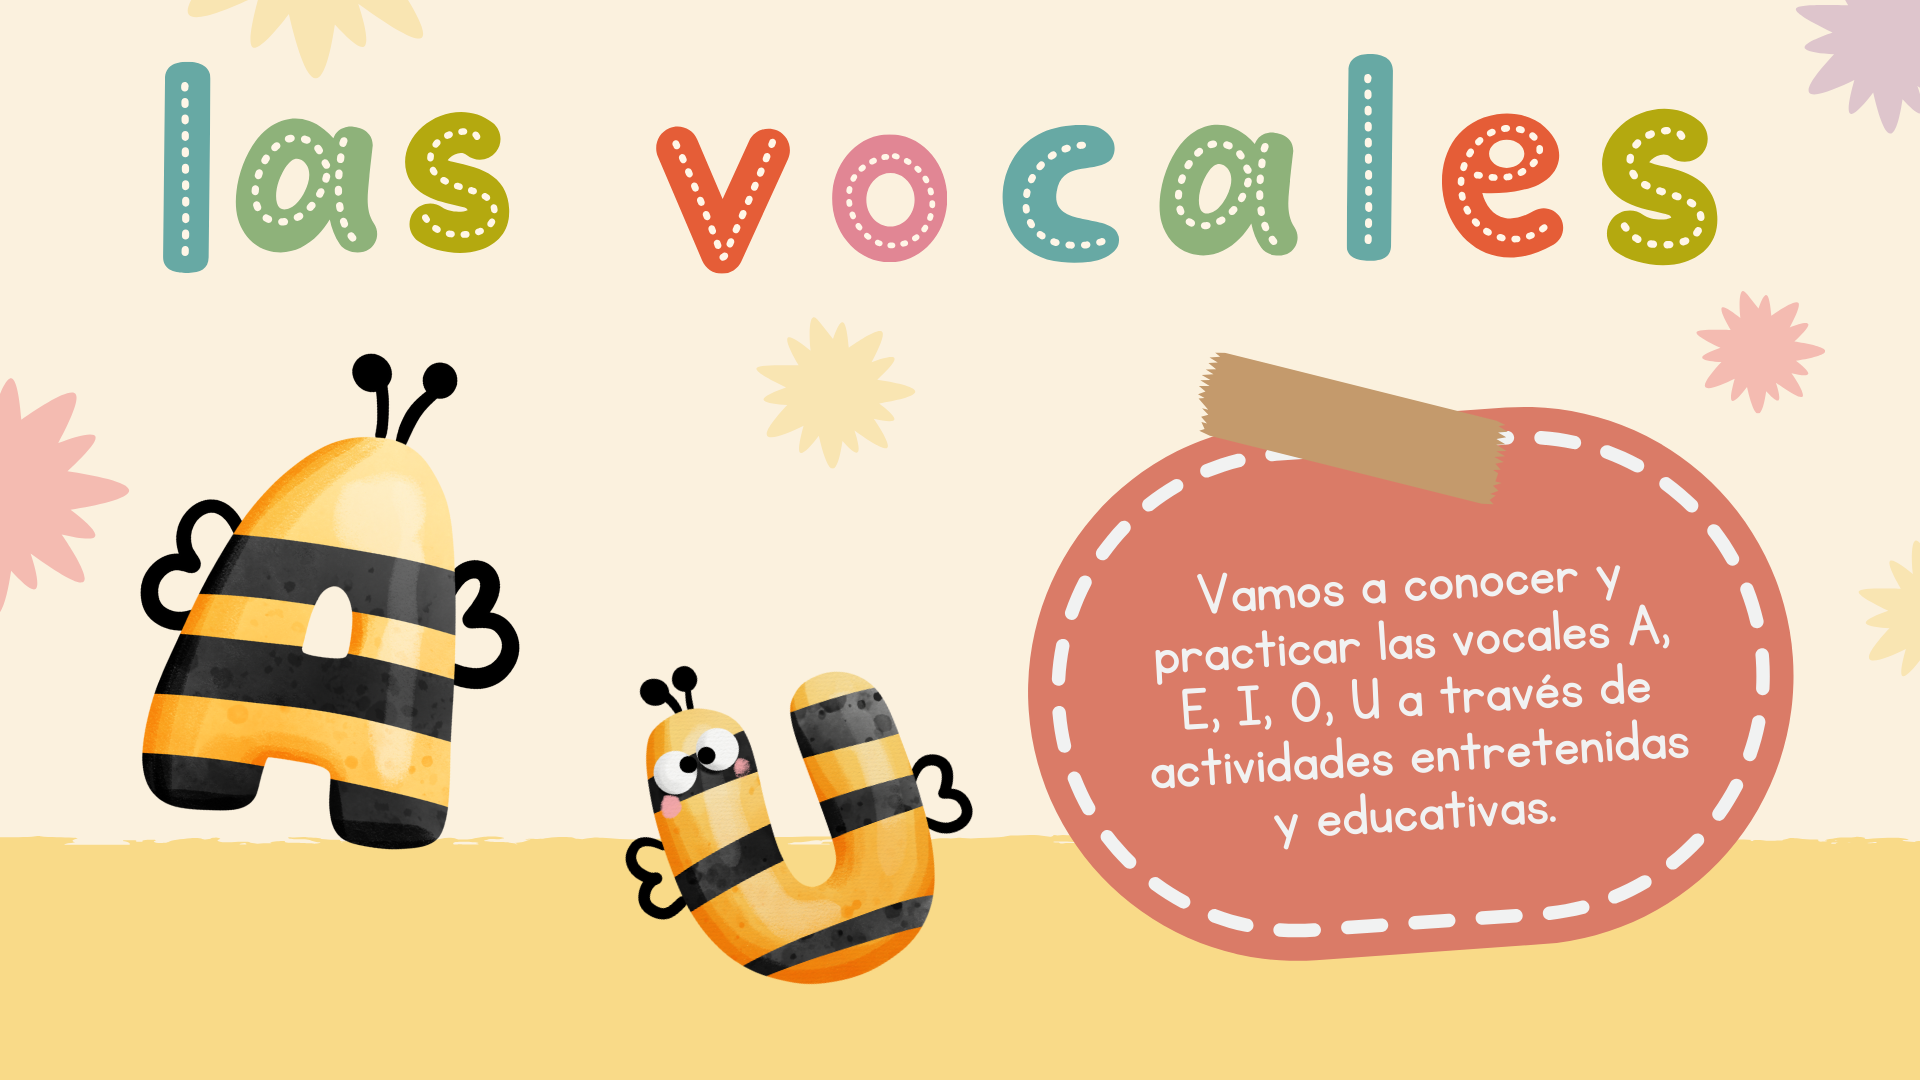 las vocales
A
U
Vamos a conocer y
practicar las vocales A,
E, I, O, U a través de
actividades entretenidas
y educativas.